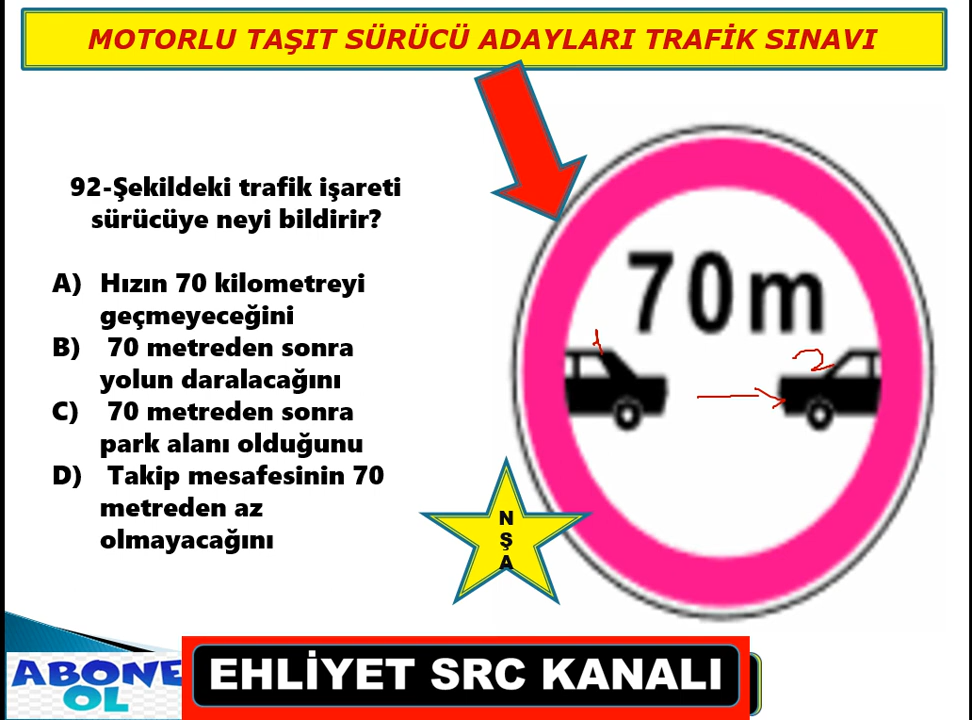 MOTORLU TAŞIT SÜRÜCÜ ADAYLARI TRAFİK SINAVI
92-Şekildeki trafik işareti
sürücüye neyi bildirir?
A) Hızın 70 kilometreyi
geçmeyeceğini
B) 70 metreden sonra
yolun daralacağını
C) 70 metreden sonra
park alanı olduğunu
D) Takip mesafesinin 70
metreden az
olmayacağını
70m
1
2
N
Ş
A
ABONE
OL
EHLİYET SRC KANALI